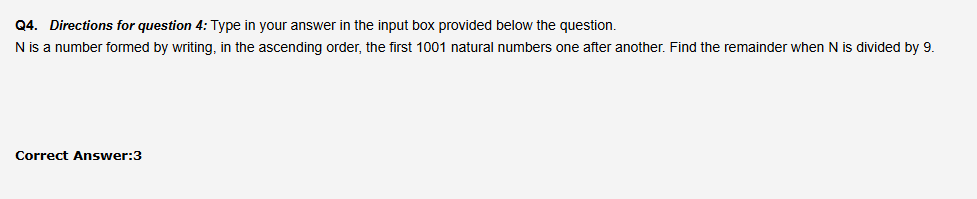 Q4. Directions for question 4: Type in your answer in the input box provided below the question.
N is a number formed by writing, in the ascending order, the first 1001 natural numbers one after another. Find the remainder when N is divided by 9.
Correct Answer:3